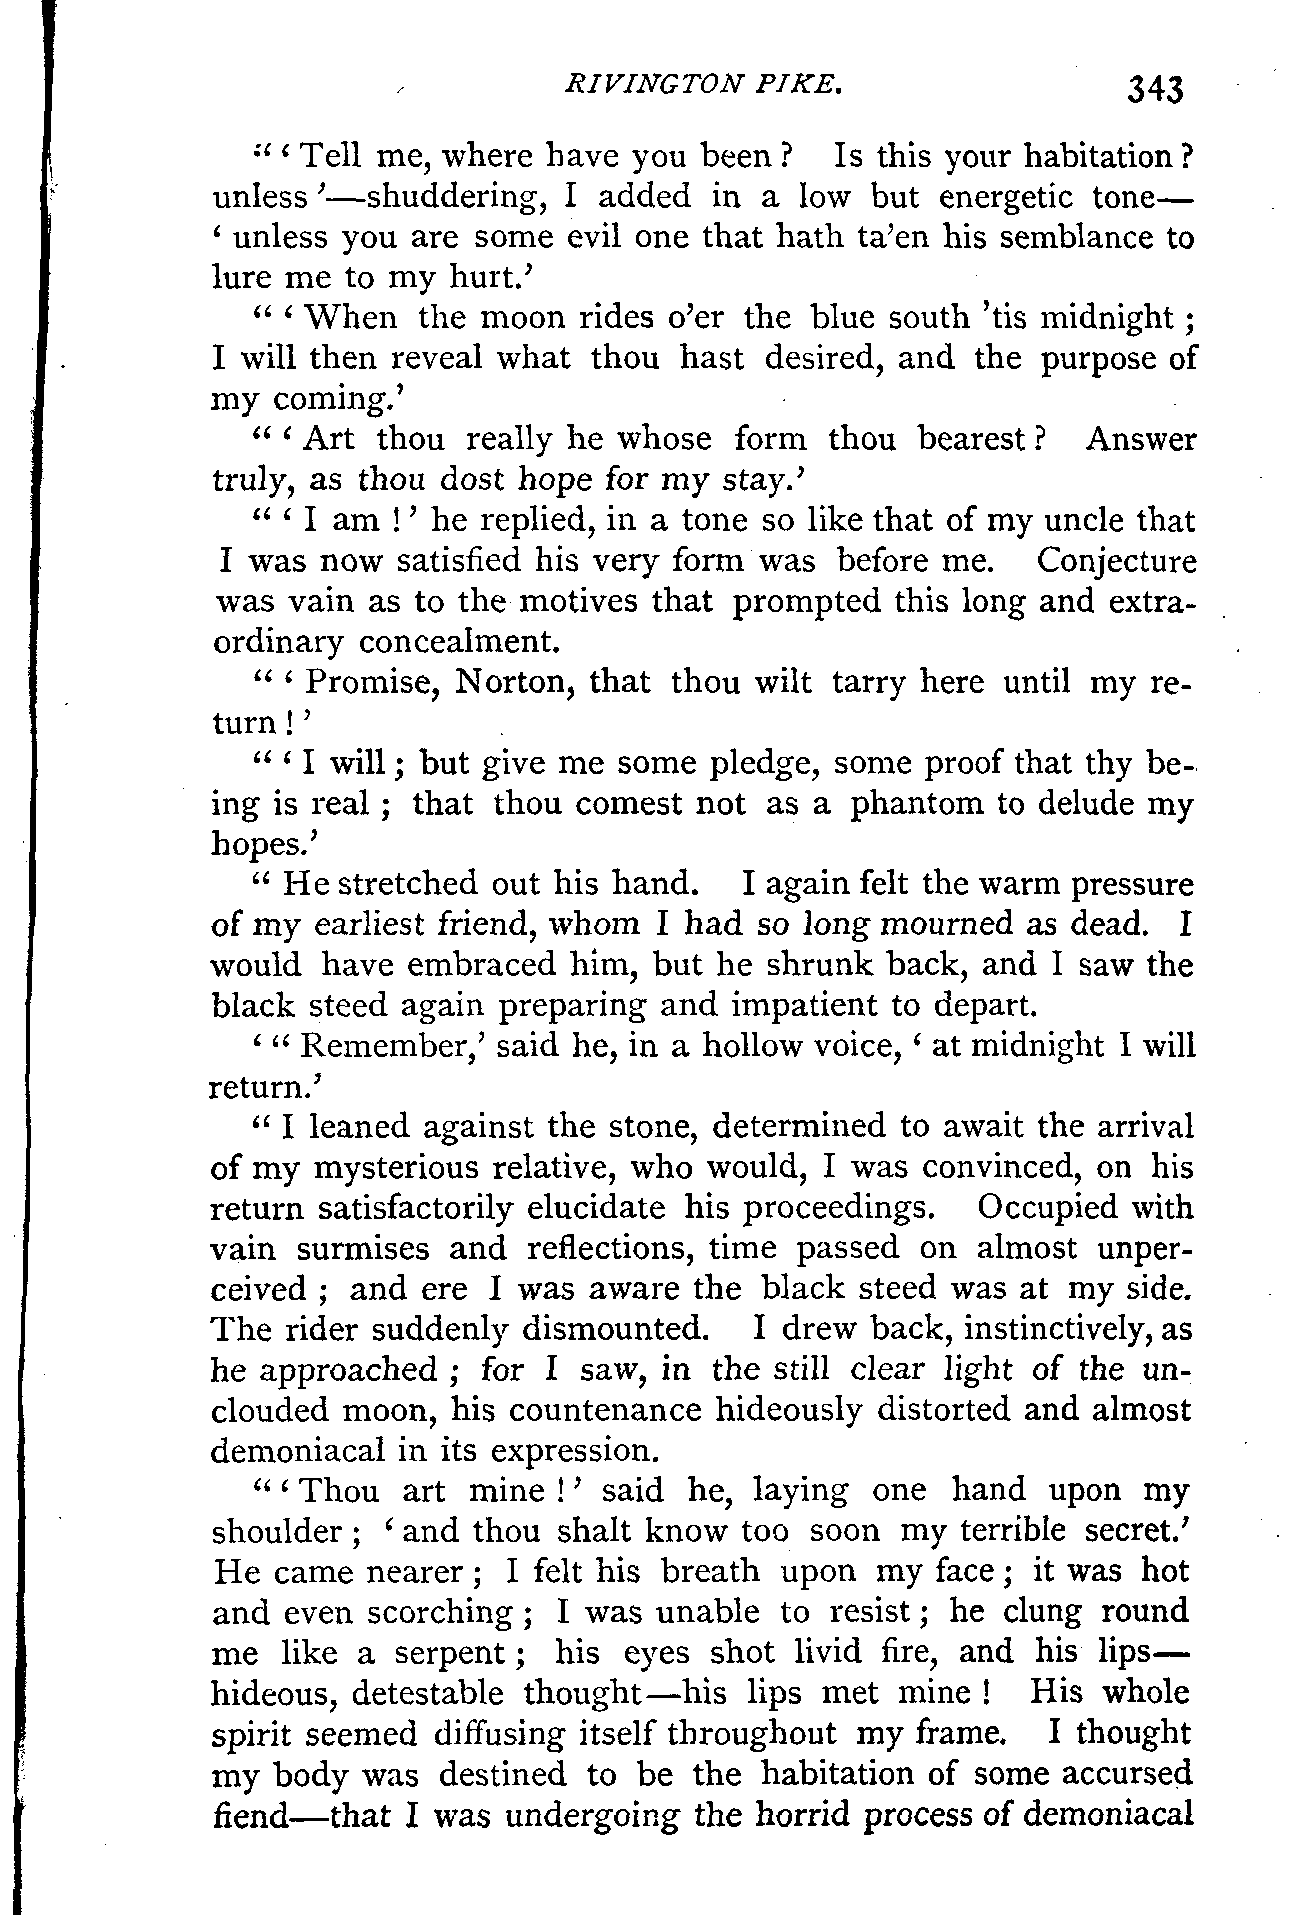 RIVINGTON PIKE. 343
“ ‘ Tell me, where have you been ? Is this your habitation ?
unless ’—shuddering, I added in a low but energetic tone—
‘ unless you are some evil one that hath ta’en his semblance to
lure me to my hurt.’
“ ‘ When the moon rides o’er the blue south ’tis midnight ;
I will then reveal what thou hast desired, and the purpose of
my coming.’
“ ‘ Art thou really he whose form thou bearest ? Answer
truly, as thou dost hope for my stay.’
“ ‘ I am ! ’ he replied, in a tone so like that of my uncle that
I was now satisfied his very form was before me. Conjecture
was vain as to the motives that prompted this long and extra-
ordinary concealment.
“ ‘ Promise, Norton, that thou wilt tarry here until my re-
turn ! ’
“ ‘ I will ; but give me some pledge, some proof that thy be-
ing is real ; that thou comest not as a phantom to delude my
hopes.’
“ He stretched out his hand. I again felt the warm pressure
of my earliest friend, whom I had so long mourned as dead. I
would have embraced him, but he shrunk back, and I saw the
black steed again preparing and impatient to depart.
‘ “ Remember,’ said he, in a hollow voice, ‘ at midnight I will
return.’
“ I leaned against the stone, determined to await the arrival
of my mysterious relative, who would, I was convinced, on his
return satisfactorily elucidate his proceedings. Occupied with
vain surmises and reflections, time passed on almost unper-
ceived ; and ere I was aware the black steed was at my side.
The rider suddenly dismounted. I drew back, instinctively, as
he approached ; for I saw, in the still clear light of the un-
clouded moon, his countenance hideously distorted and almost
demoniacal in its expression.
“ ‘ Thou art mine ! ’ said he, laying one hand upon my
shoulder ; ‘ and thou shalt know too soon my terrible secret.’
He came nearer ; I felt his breath upon my face ; it was hot
and even scorching ; I was unable to resist ; he clung round
me like a serpent ; his eyes shot livid fire, and his lips—
hideous, detestable thought—his lips met mine ! His whole
spirit seemed diffusing itself throughout my frame. I thought
my body was destined to be the habitation of some accursed
fiend—that I was undergoing the horrid process of demoniacal